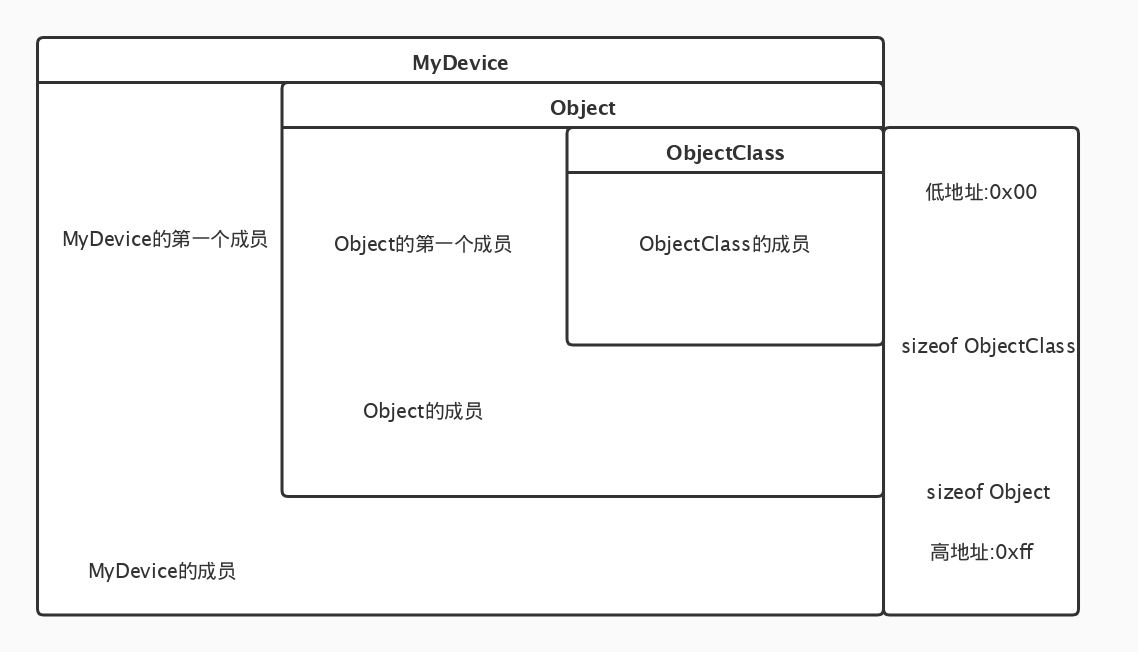 MyDevice
Object
ObjectClass
低地址:0x00
MyDevice的第一个成员
Object的第一个成员
ObjectClass的成员
sizeof ObjectClass
Object的成员
sizeof Object
高地址:0xff
MyDevice的成员